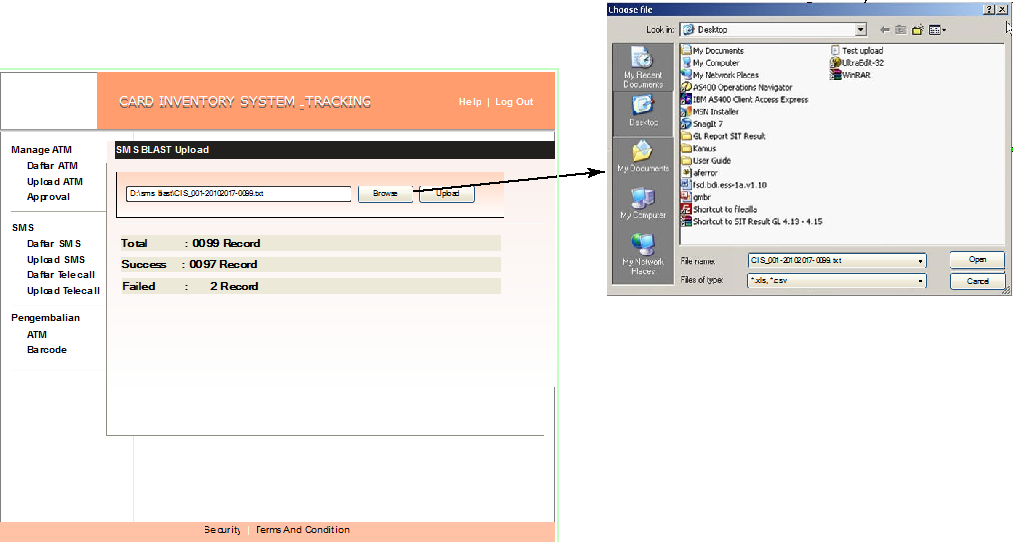 CARD INVENTORY SYSTEM _TRACKING
Help | Log Out
Manage ATM
Daftar ATM
Upload ATM
Approval
SMS
Daftar SMS
Upload SMS
Daftar Telecall
Upload Telecall
Pengembalian
ATM
Barcode
SMS BLAST Upload
D:\sms blast\CIS_001-20102017-0099.txt
Browse
Upload
Total : 0099 Record
Success : 0097 Record
Failed : 2 Record
Security | Terms And Condition
Choose file
Look in: Desktop
My Recent Documents
Desktop
My Documents
My Computer
My Network Places
My Documents
My Computer
My Network Places
AS400 Operations Navigator
IBM AS400 Client Access Express
MSN Installer
SnagIt 7
GL Report SIT Result
Kamus
User Guide
aferror
fsd.bdi.ess-1a.v1.10
gmbr
Shortcut to filezilla
Shortcut to SIT Result GL 4.13 - 4.15
Test upload
UltraEdit-32
WinRAR
File name: CIS_001-20102017-0099.txt
Open
Files of type: *.xls, *.csv
Cancel